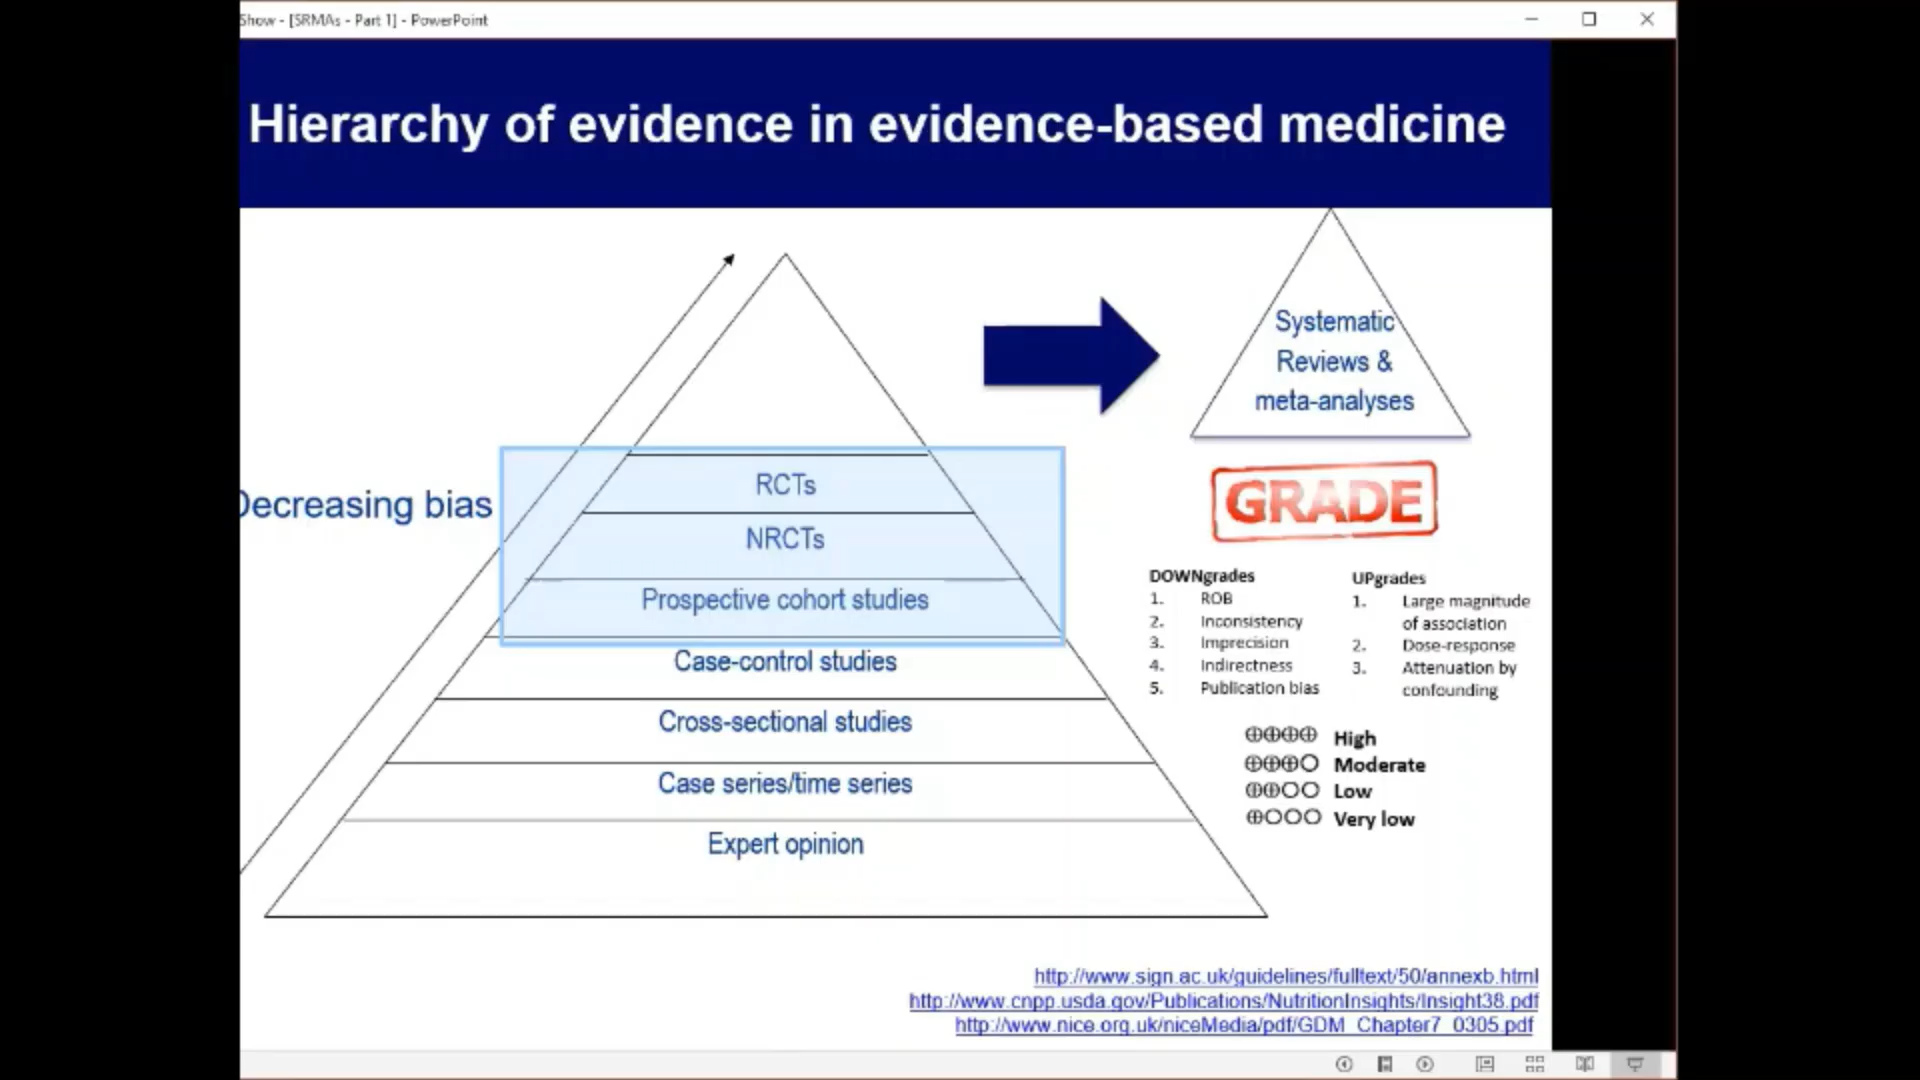 Show - [SRMAs - Part 1] - PowerPoint
Hierarchy of evidence in evidence-based medicine
Systematic
Reviews &
meta-analyses
Decreasing bias
RCTs
NRCTs
Prospective cohort studies
Case-control studies
Cross-sectional studies
Case series/time series
Expert opinion
GRADE
DOWNgrades
1. ROB
2. Inconsistency
3. Imprecision
4. Indirectness
5. Publication bias
UPgrades
1. Large magnitude
of association
2. Dose-response
3. Attenuation by
confounding
⊕⊕⊕⊕ High
⊕⊕⊕○ Moderate
⊕⊕○○ Low
⊕○○○ Very low
http://www.sign.ac.uk/guidelines/fulltext/50/annexb.html
http://www.cnpp.usda.gov/Publications/NutritionInsights/Insight38.pdf
http://www.nice.org.uk/niceMedia/pdf/GDM_Chapter7_0305.pdf